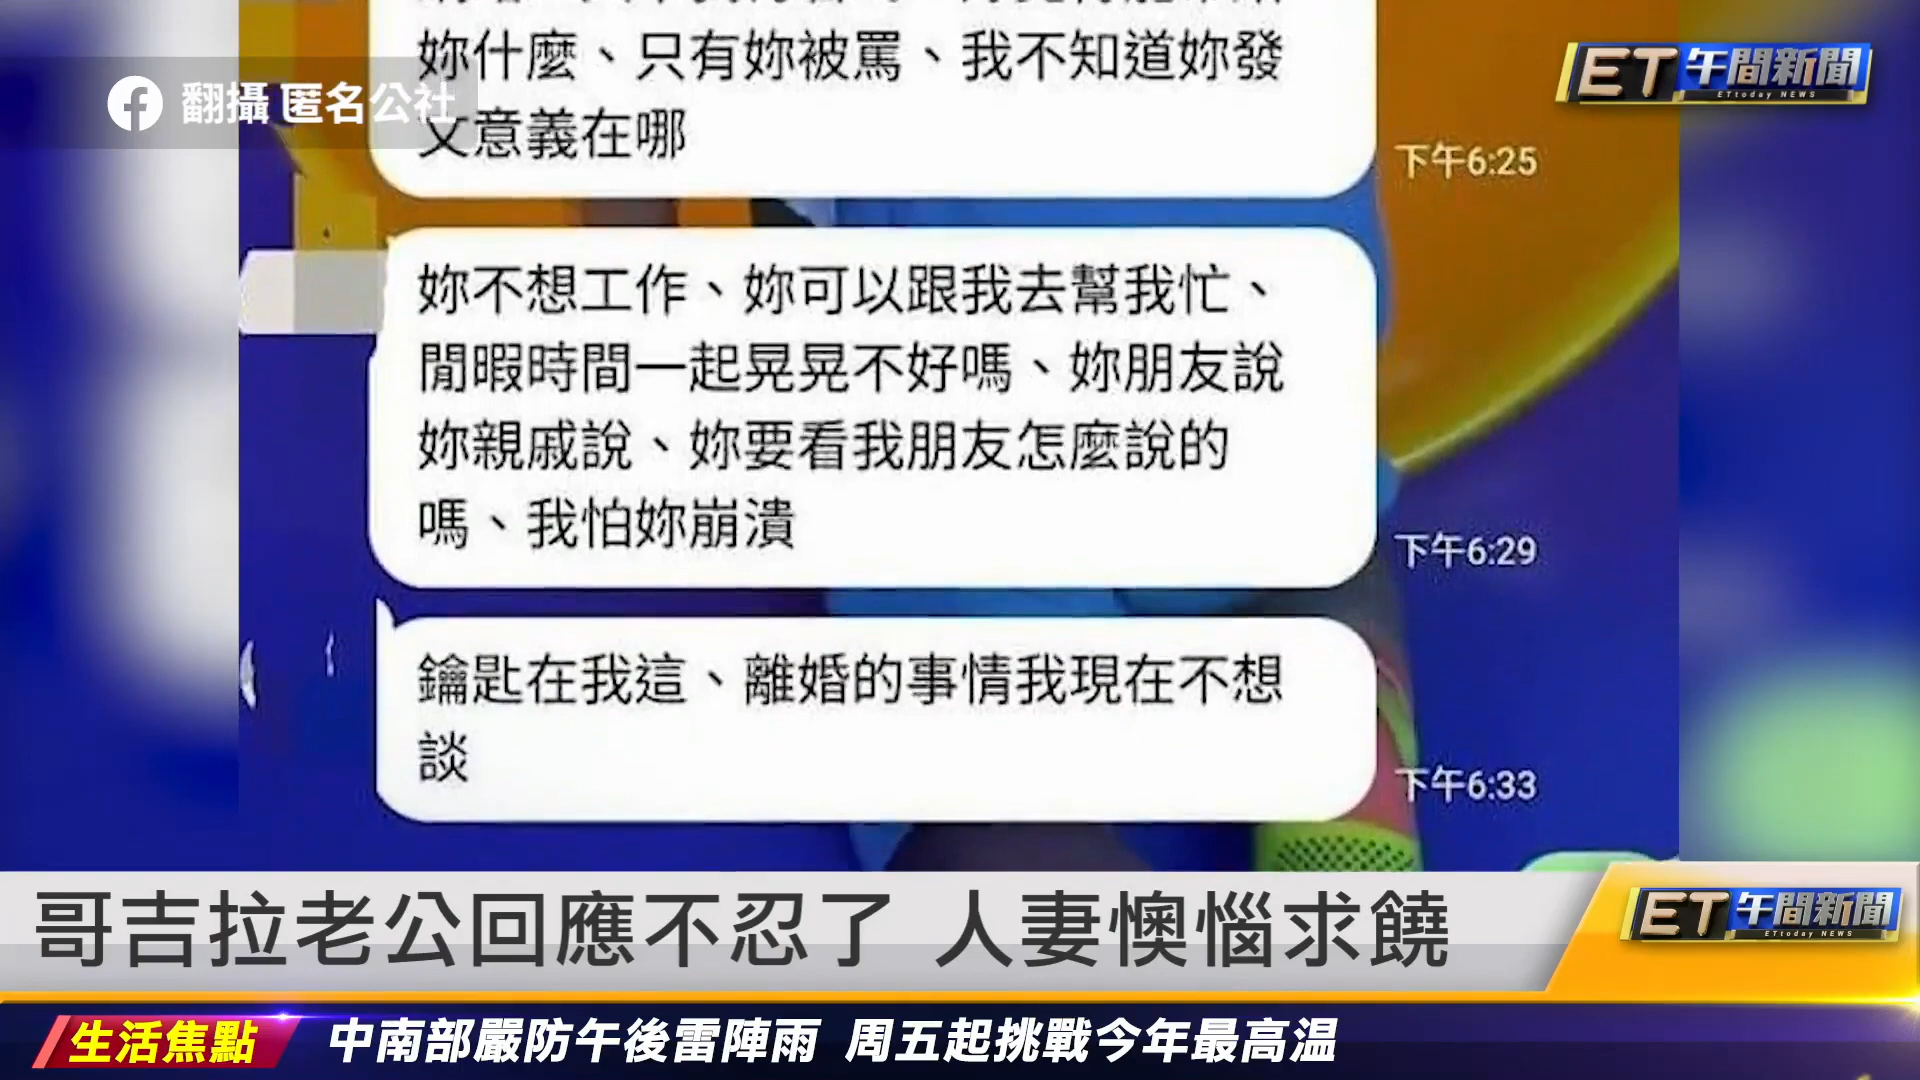 妳什麼、只有妳被罵、我不知道妳發
文意義在哪
下午6:25
翻攝 匿名公社
ET午間新聞
ETtoday NEWS
妳不想工作、妳可以跟我去幫我忙、
閒暇時間一起晃晃不好嗎、妳朋友說
妳親戚說、妳要看我朋友怎麼說的
嗎、我怕妳崩潰
下午6:29
鑰匙在我這、離婚的事情我現在不想
談
下午6:33
哥吉拉老公回應不忍了 人妻懊惱求饒
ET午間新聞
ETtoday NEWS
生活焦點
中南部嚴防午後雷陣雨 周五起挑戰今年最高溫